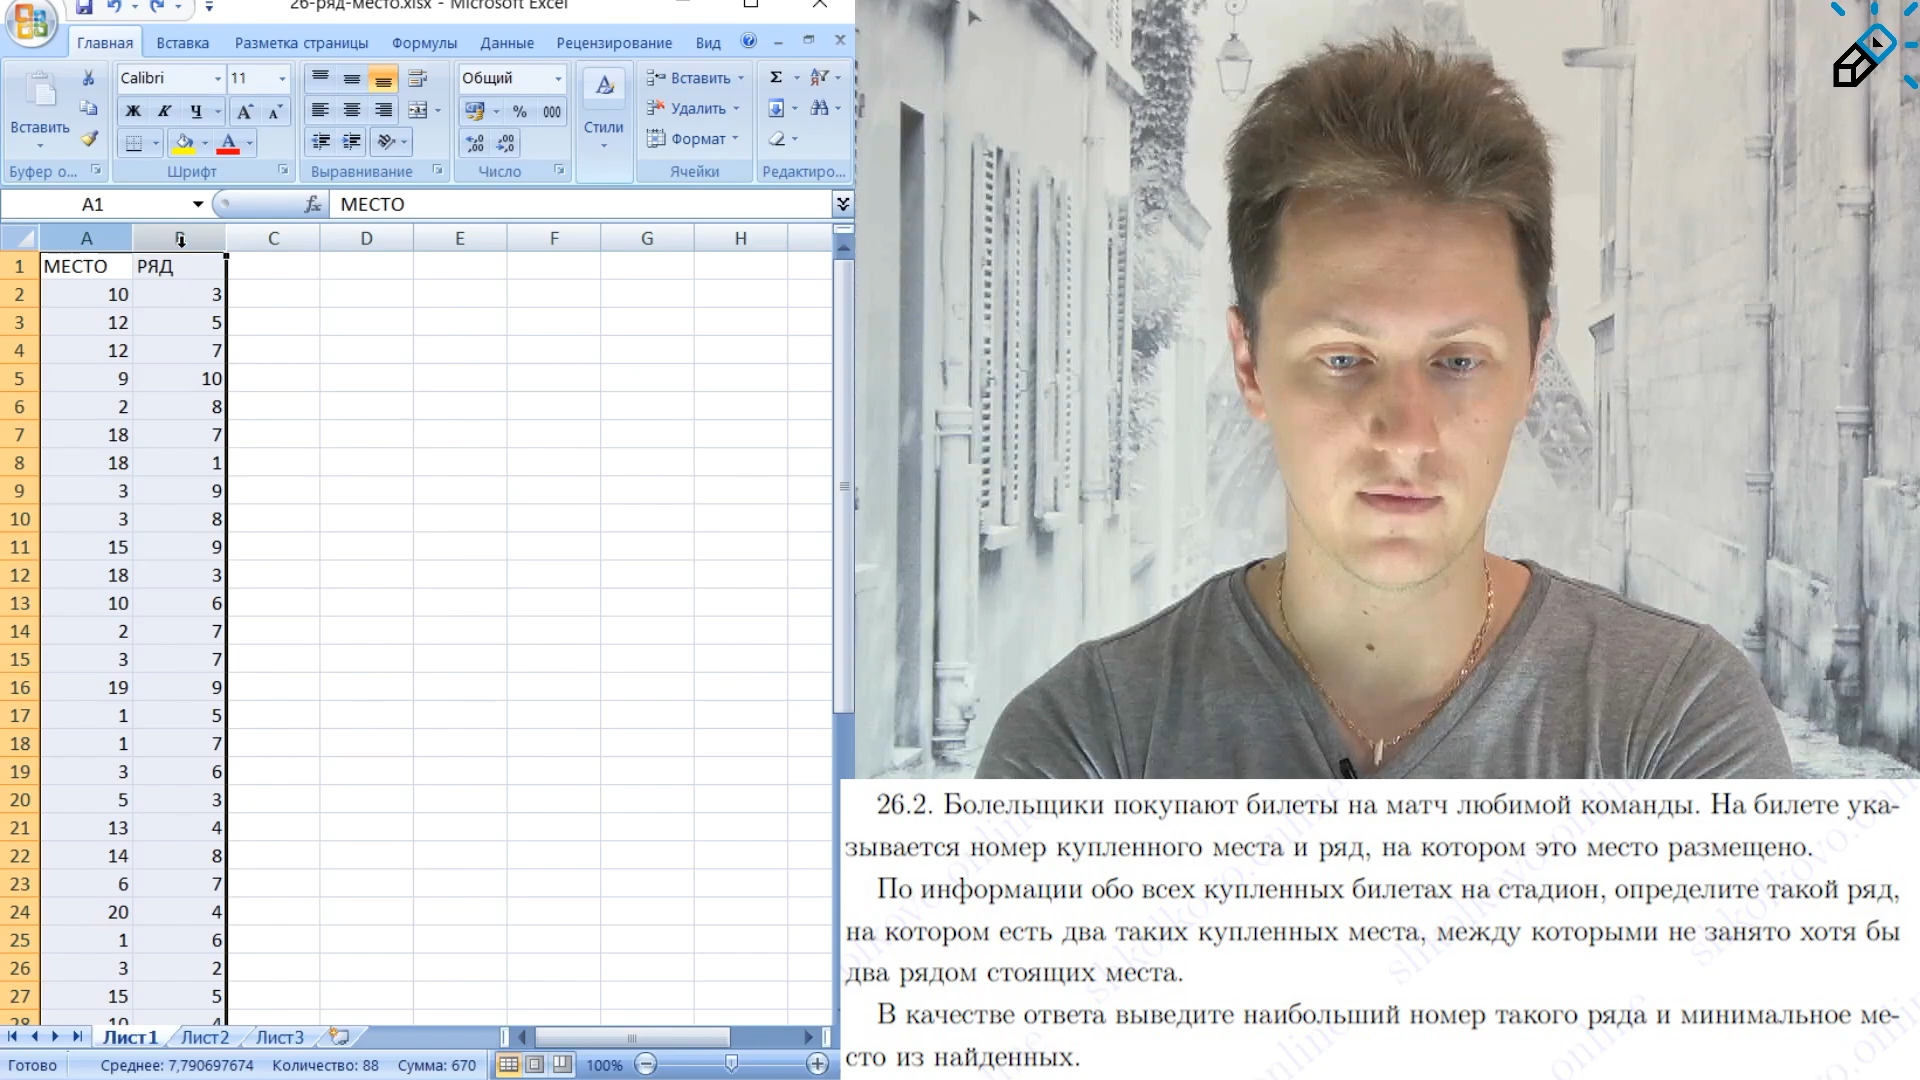 26-ряд-место.xlsx - Microsoft Excel
Главная Вставка Разметка страницы Формулы Данные Рецензирование Вид
Calibri 11 Общий Вставить
Ж К Ч % 000 Удалить
Вставить Стили Формат
Буфер о... Шрифт Выравнивание Число Ячейки Редактиро...
A1 fx МЕСТО
A B C D E F G H
1 МЕСТО РЯД
2 10 3
3 12 5
4 12 7
5 9 10
6 2 8
7 18 7
8 18 1
9 3 9
10 3 8
11 15 9
12 18 3
13 10 6
14 2 7
15 3 7
16 19 9
17 1 5
18 1 7
19 3 6
20 5 3
21 13 4
22 14 8
23 6 7
24 20 4
25 1 6
26 3 2
27 15 5
28 10 4
Лист1 Лист2 Лист3
Готово Среднее: 7,790697674 Количество: 88 Сумма: 670 100%
26.2. Болельщики покупают билеты на матч любимой команды. На билете ука-
зывается номер купленного места и ряд, на котором это место размещено.
По информации обо всех купленных билетах на стадион, определите такой ряд,
на котором есть два таких купленных места, между которыми не занято хотя бы
два рядом стоящих места.
В качестве ответа выведите наибольший номер такого ряда и минимальное ме-
сто из найденных.